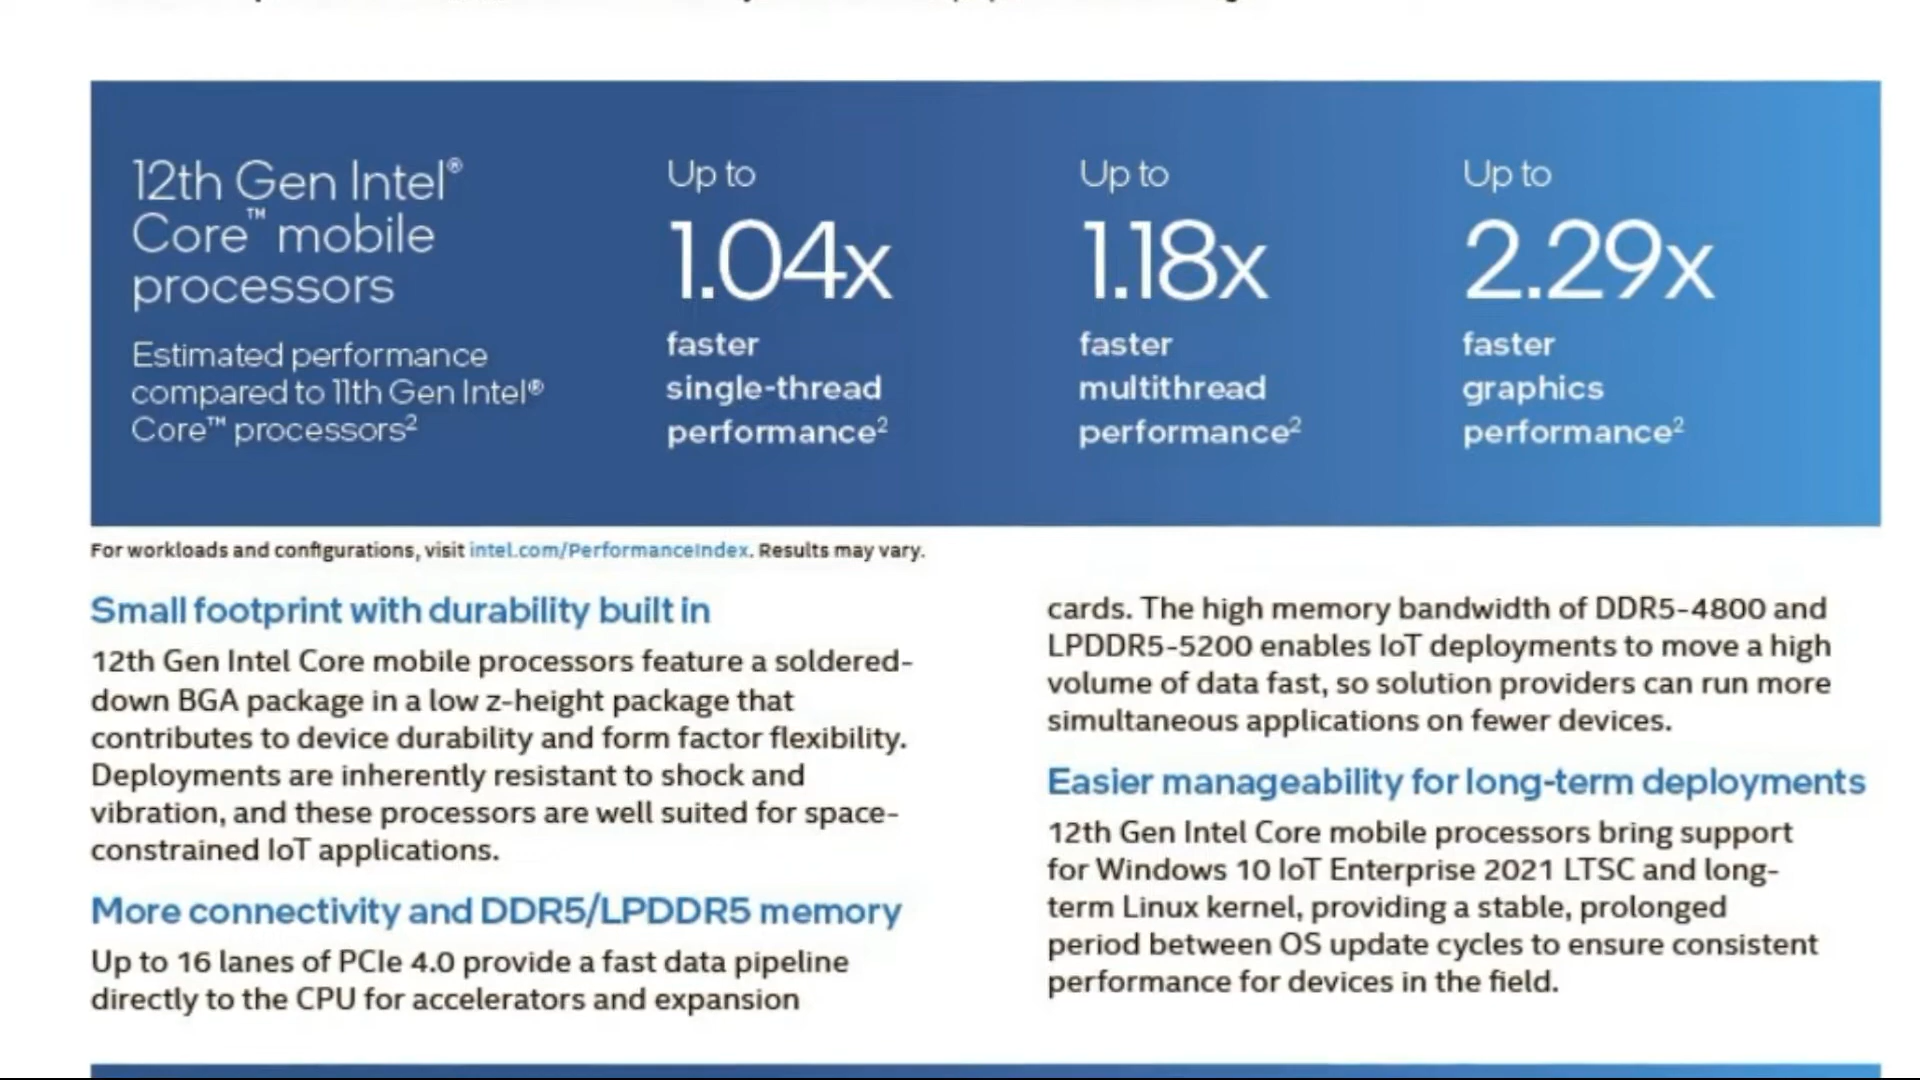 12th Gen Intel®
Core™ mobile
processors
Estimated performance
compared to 11th Gen Intel®
Core™ processors²
Up to
1.04x
faster
single-thread
performance²
Up to
1.18x
faster
multithread
performance²
Up to
2.29x
faster
graphics
performance²
For workloads and configurations, visit intel.com/PerformanceIndex. Results may vary.
Small footprint with durability built in
12th Gen Intel Core mobile processors feature a soldered-
down BGA package in a low z-height package that
contributes to device durability and form factor flexibility.
Deployments are inherently resistant to shock and
vibration, and these processors are well suited for space-
constrained IoT applications.
More connectivity and DDR5/LPDDR5 memory
Up to 16 lanes of PCIe 4.0 provide a fast data pipeline
directly to the CPU for accelerators and expansion
cards. The high memory bandwidth of DDR5-4800 and
LPDDR5-5200 enables IoT deployments to move a high
volume of data fast, so solution providers can run more
simultaneous applications on fewer devices.
Easier manageability for long-term deployments
12th Gen Intel Core mobile processors bring support
for Windows 10 IoT Enterprise 2021 LTSC and long-
term Linux kernel, providing a stable, prolonged
period between OS update cycles to ensure consistent
performance for devices in the field.